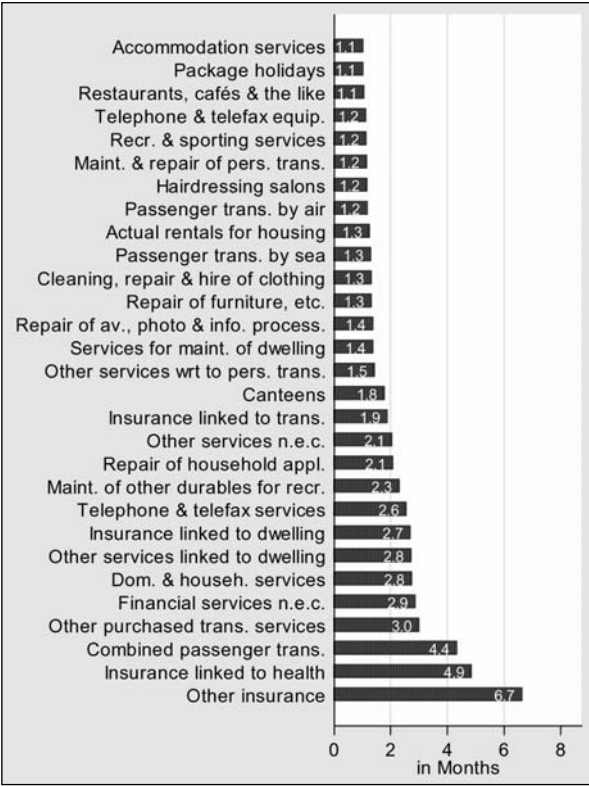 Accommodation services 1.1
Package holidays 1.1
Restaurants, cafés & the like 1.1
Telephone & telefax equip. 1.2
Recr. & sporting services 1.2
Maint. & repair of pers. trans. 1.2
Hairdressing salons 1.2
Passenger trans. by air 1.2
Actual rentals for housing 1.3
Passenger trans. by sea 1.3
Cleaning, repair & hire of clothing 1.3
Repair of furniture, etc. 1.3
Repair of av., photo & info. process. 1.4
Services for maint. of dwelling 1.4
Other services wrt to pers. trans. 1.5
Canteens 1.8
Insurance linked to trans. 1.9
Other services n.e.c. 2.1
Repair of household appl. 2.1
Maint. of other durables for recr. 2.3
Telephone & telefax services 2.6
Insurance linked to dwelling 2.7
Other services linked to dwelling 2.8
Dom. & househ. services 2.8
Financial services n.e.c. 2.9
Other purchased trans. services 3.0
Combined passenger trans. 4.4
Insurance linked to health 4.9
Other insurance 6.7
0 2 4 6 8
in Months